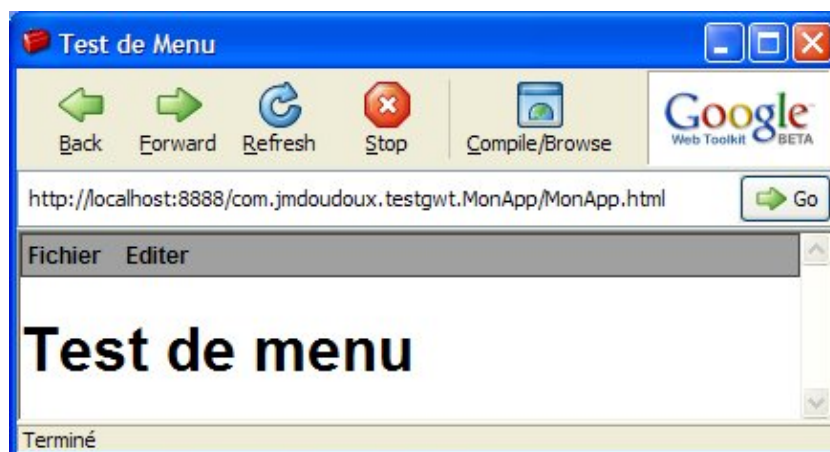 Test de Menu
Back Forward Refresh Stop Compile/Browse
Google
Web Toolkit BETA
http://localhost:8888/com.jmdoudoux.testgwt.MonApp/MonApp.html Go
Fichier Editer
Test de menu
Terminé